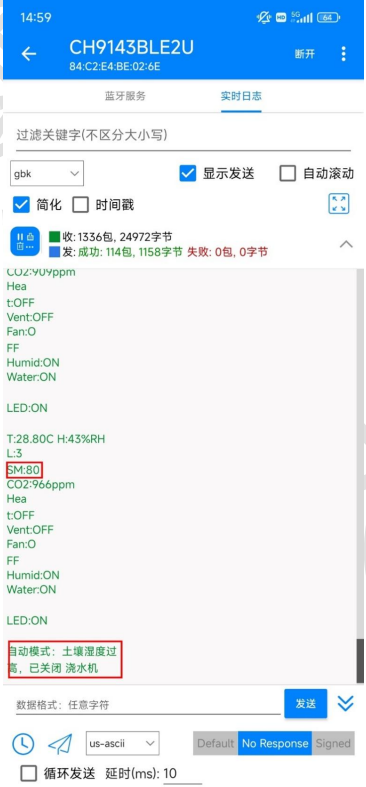 14:59
5G
64
CH9143BLE2U
84:C2:E4:BE:02:6E
断开
蓝牙服务
实时日志
过滤关键字(不区分大小写)
gbk
显示发送
自动滚动
简化
时间戳
收: 1336包, 24972字节
发: 成功: 114包, 1158字节 失败: 0包, 0字节
CO2:909ppm
Hea
t:OFF
Vent:OFF
Fan:O
FF
Humid:ON
Water:ON
LED:ON
T:28.80C H:43%RH
L:3
SM:80
CO2:966ppm
Hea
t:OFF
Vent:OFF
Fan:O
FF
Humid:ON
Water:ON
LED:ON
自动模式：土壤湿度过
高，已关闭 浇水机
数据格式：任意字符
发送
us-ascii
Default
No Response
Signed
循环发送
延时(ms):
10